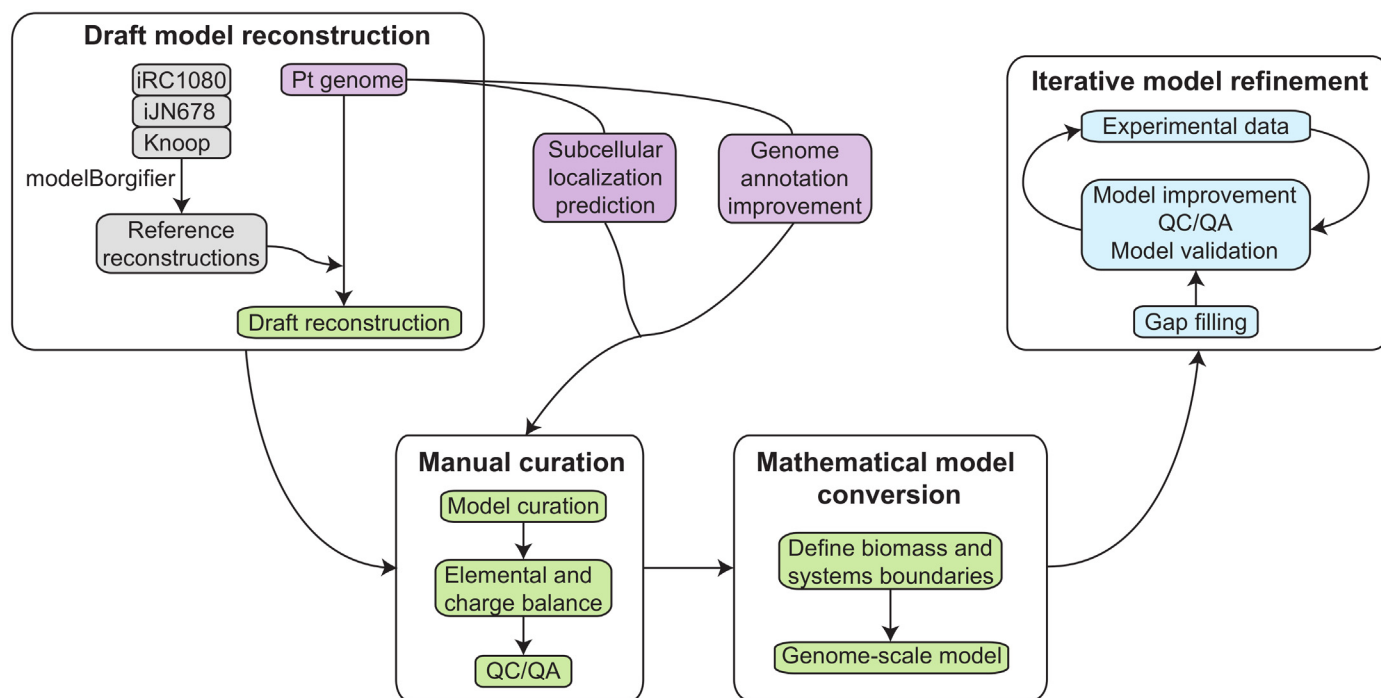 Draft model reconstruction
iRC1080
iJN678
Knoop
modelBorgifier
Reference
reconstructions
Pt genome
Draft reconstruction
Subcellular
localization
prediction
Genome
annotation
improvement
Manual curation
Model curation
Elemental and
charge balance
QC/QA
Mathematical model
conversion
Define biomass and
systems boundaries
Genome-scale model
Iterative model refinement
Experimental data
Model improvement
QC/QA
Model validation
Gap filling